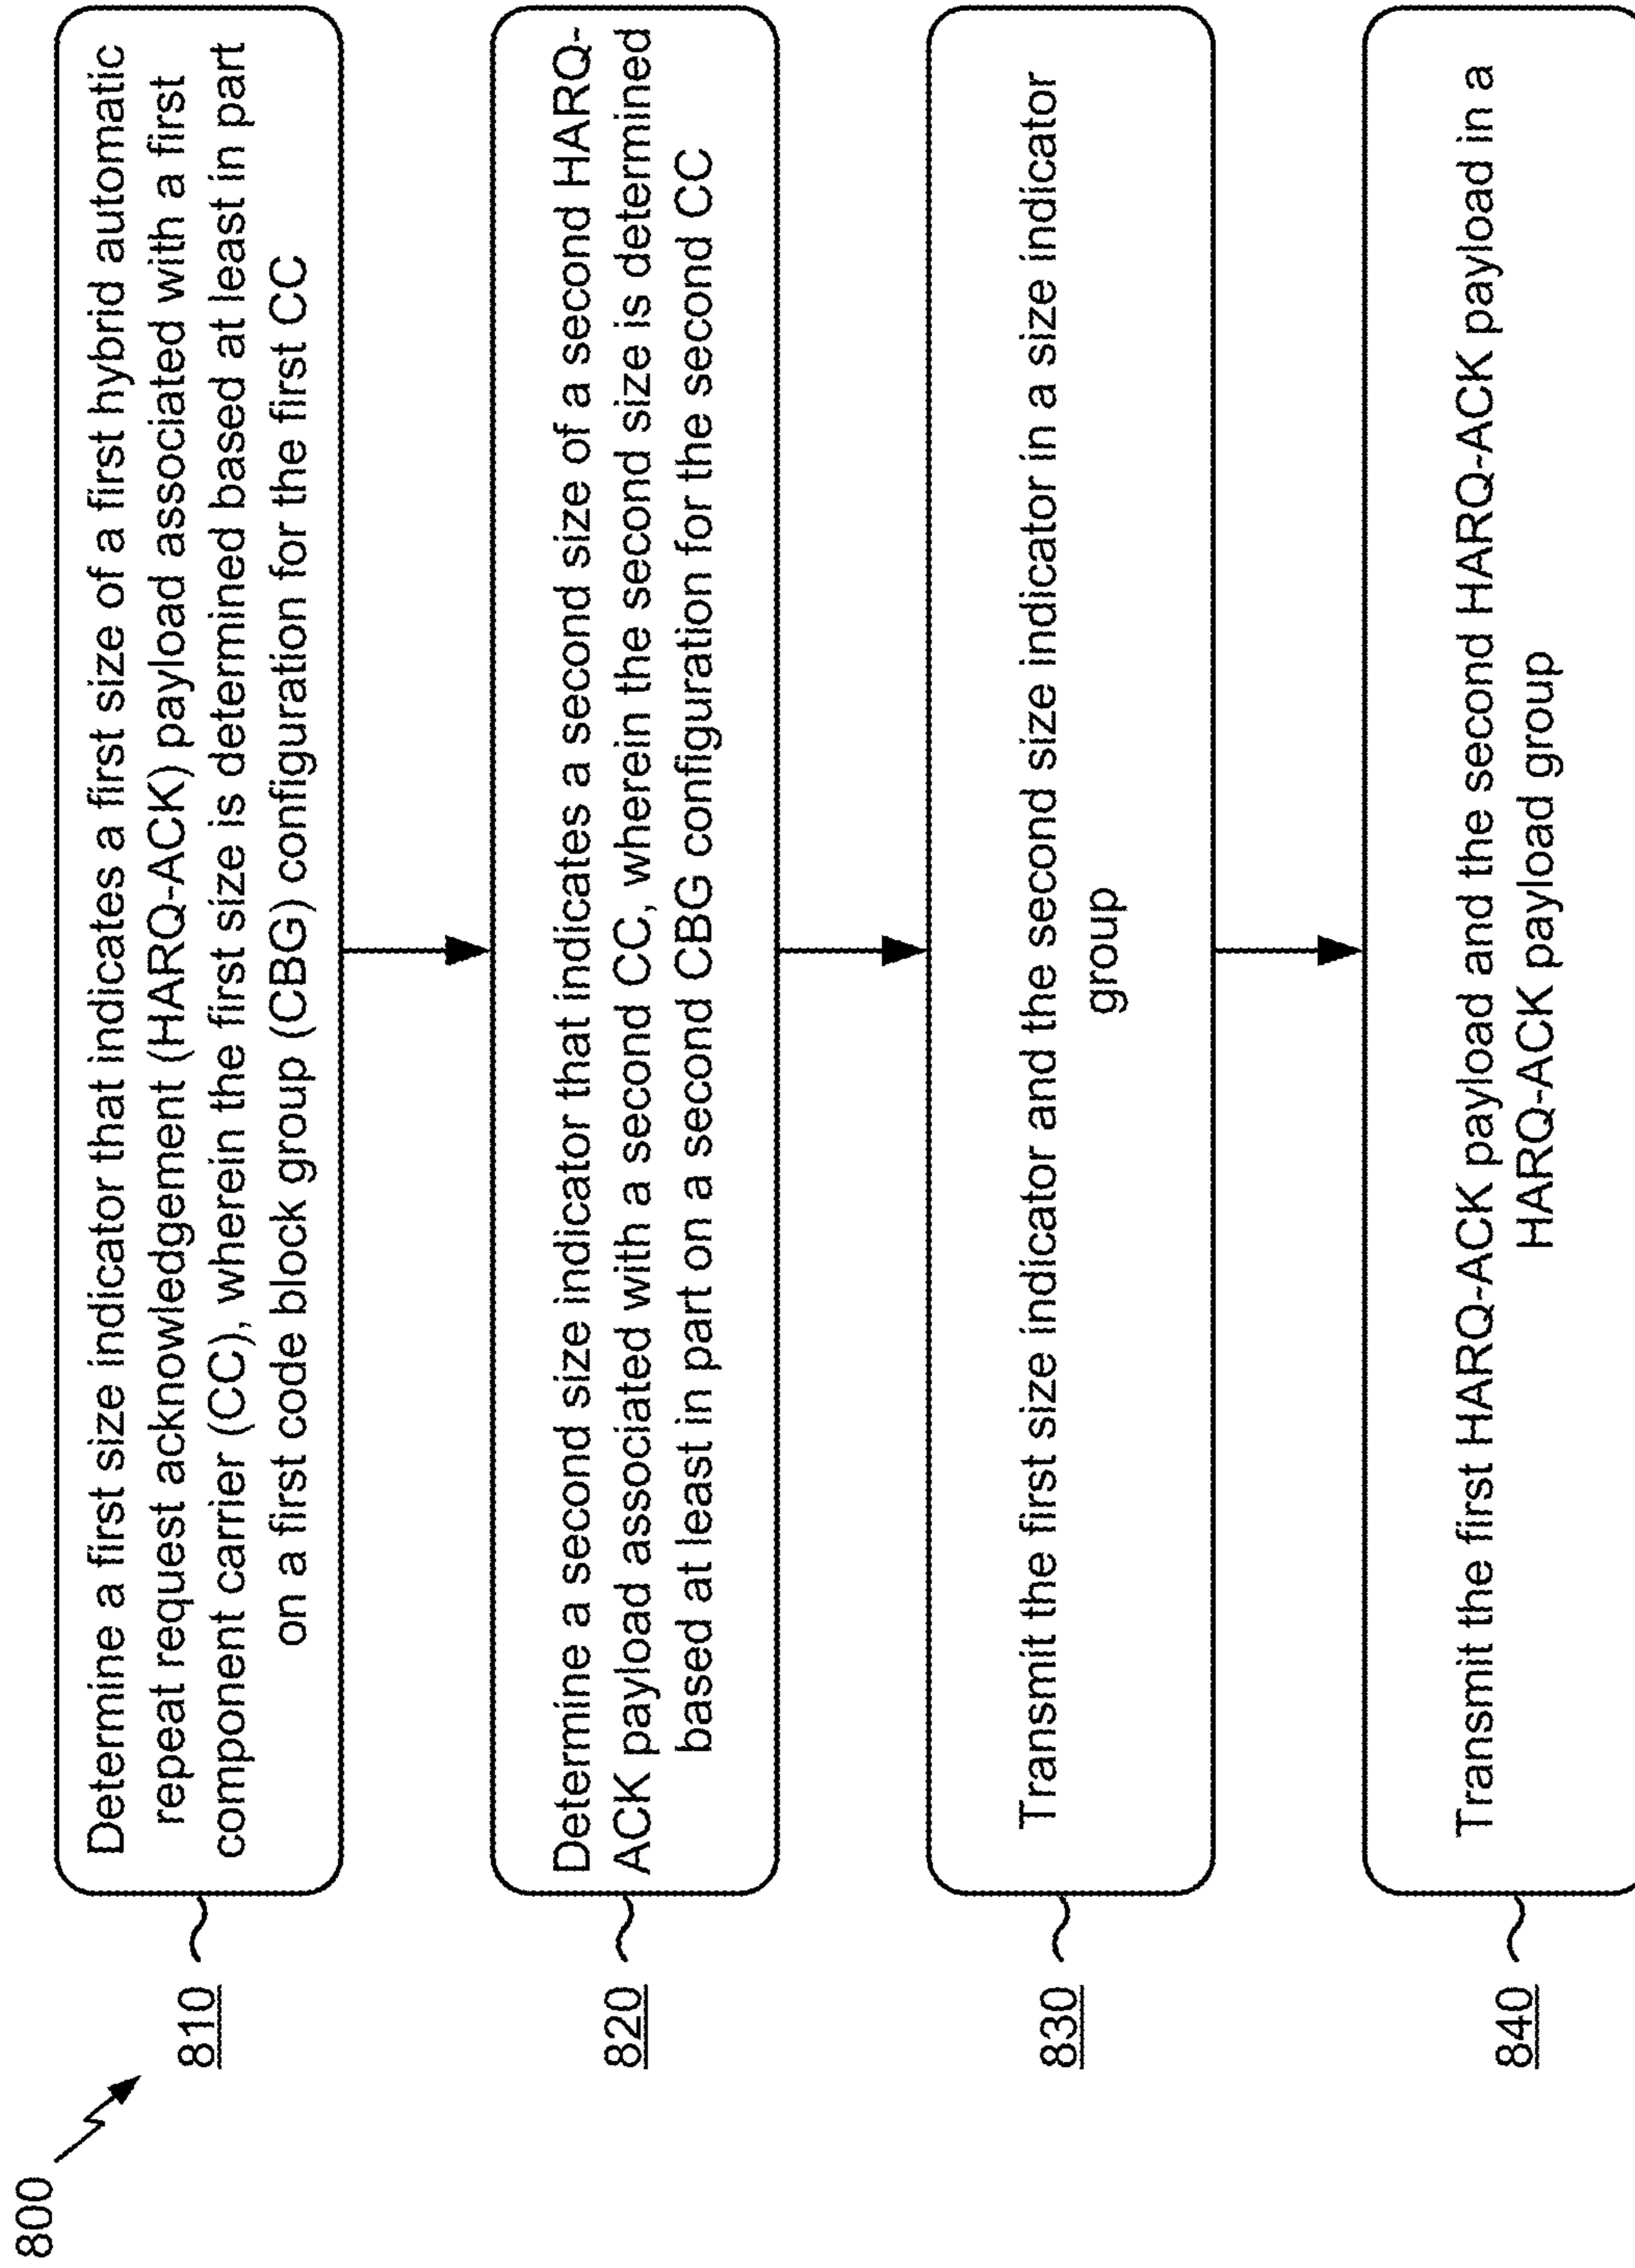 800
810
Determine a first size indicator that indicates a first size of a first hybrid automatic
repeat request acknowledgement (HARQ-ACK) payload associated with a first
component carrier (CC), wherein the first size is determined based at least in part
on a first code block group (CBG) configuration for the first CC
820
Determine a second size indicator that indicates a second size of a second HARQ-
ACK payload associated with a second CC, wherein the second size is determined
based at least in part on a second CBG configuration for the second CC
830
Transmit the first size indicator and the second size indicator in a size indicator
group
840
Transmit the first HARQ-ACK payload and the second HARQ-ACK payload in a
HARQ-ACK payload group